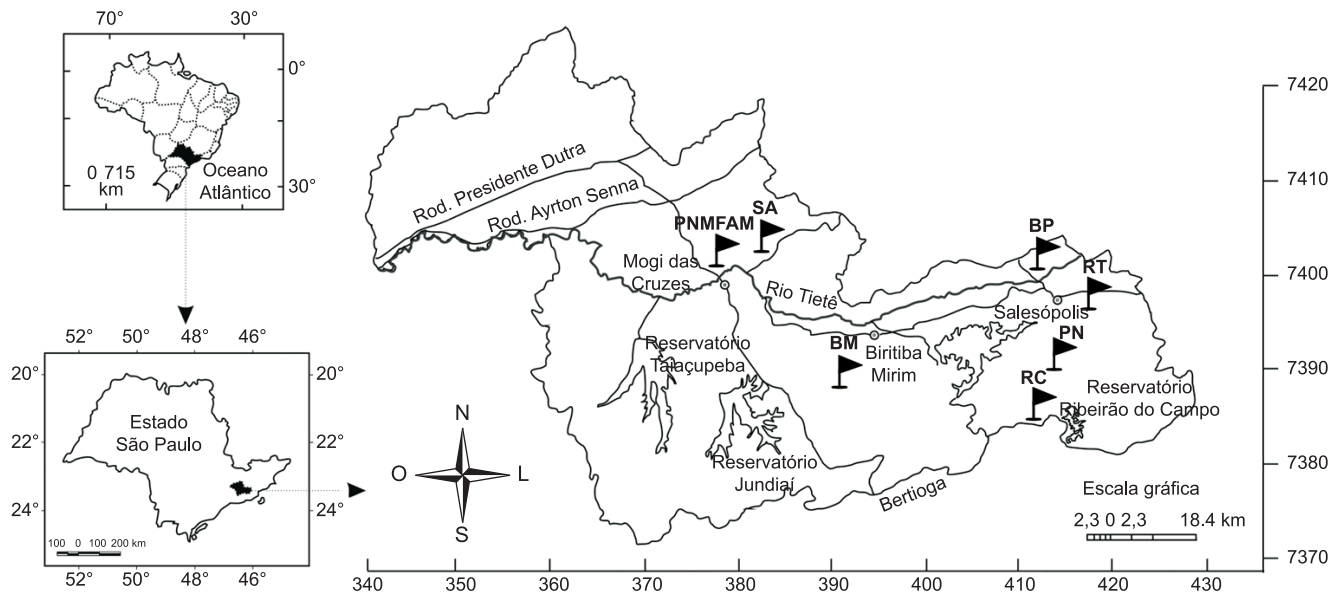 70°
30°
0°
30°
0 715
km
Oceano
Atlântico
52°
50°
48°
46°
20°
22°
24°
20°
22°
24°
Estado
São Paulo
100 0 100 200 km
52°
50°
48°
46°
Rod. Presidente Dutra
Rod. Ayrton Senna
PNMFAM
SA
BP
RT
Mogi das
Cruzes
Rio Tietê
Salesópolis
PN
BM
Biritiba
Mirim
RC
Reservatório
Taiaçupeba
Reservatório
Ribeirão do Campo
Reservatório
Jundiaí
Bertioga
N
O
L
S
Escala gráfica
2,3 0 2,3 18.4 km
7420
7410
7400
7390
7380
7370
340
350
360
370
380
390
400
410
420
430